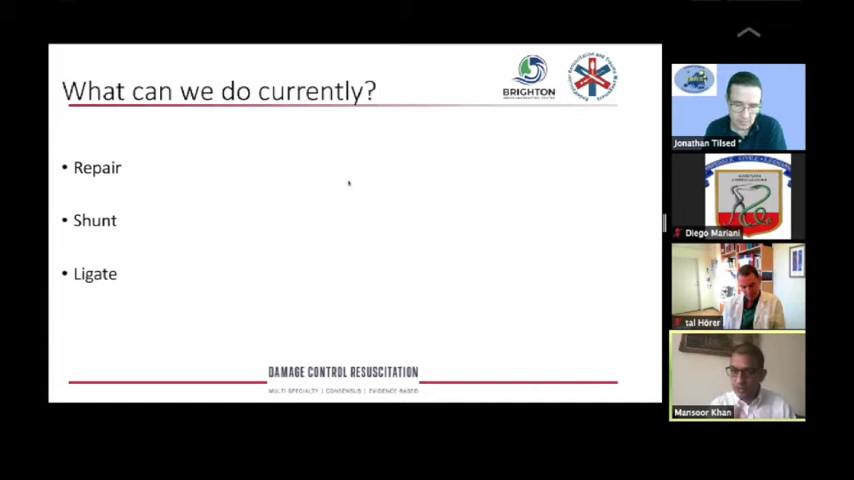 What can we do currently?
BRIGHTON
• Repair
• Shunt
• Ligate
DAMAGE CONTROL RESUSCITATION
MULTI-SPECIALTY | CONSENSUS | EVIDENCE-BASED
Jonathan Tilsed
Diego Mariani
tal Hörer
Mansoor Khan